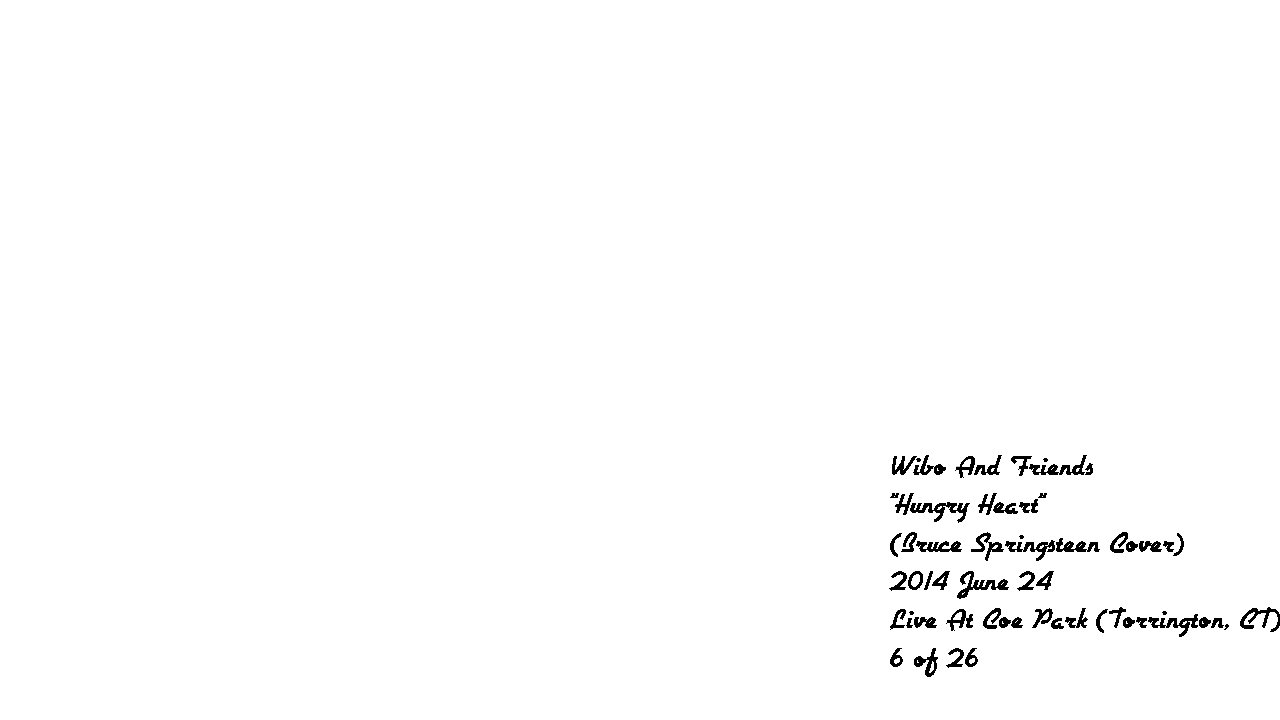 Wibo And Friends
"Hungry Heart"
(Bruce Springsteen Cover)
2014 June 24
Live At Coe Park (Torrington, CT)
6 of 26